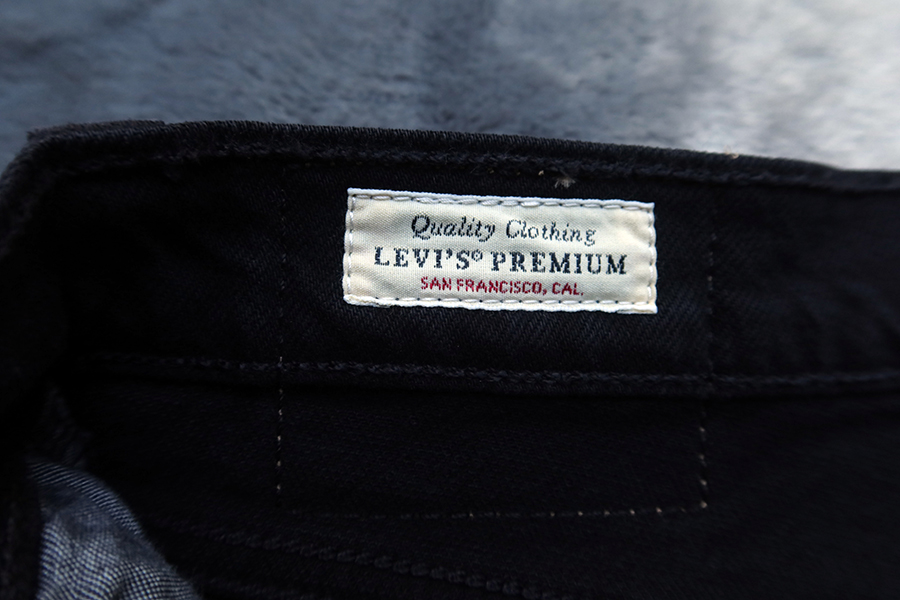 Quality Clothing
LEVI'S® PREMIUM
SAN FRANCISCO, CAL.